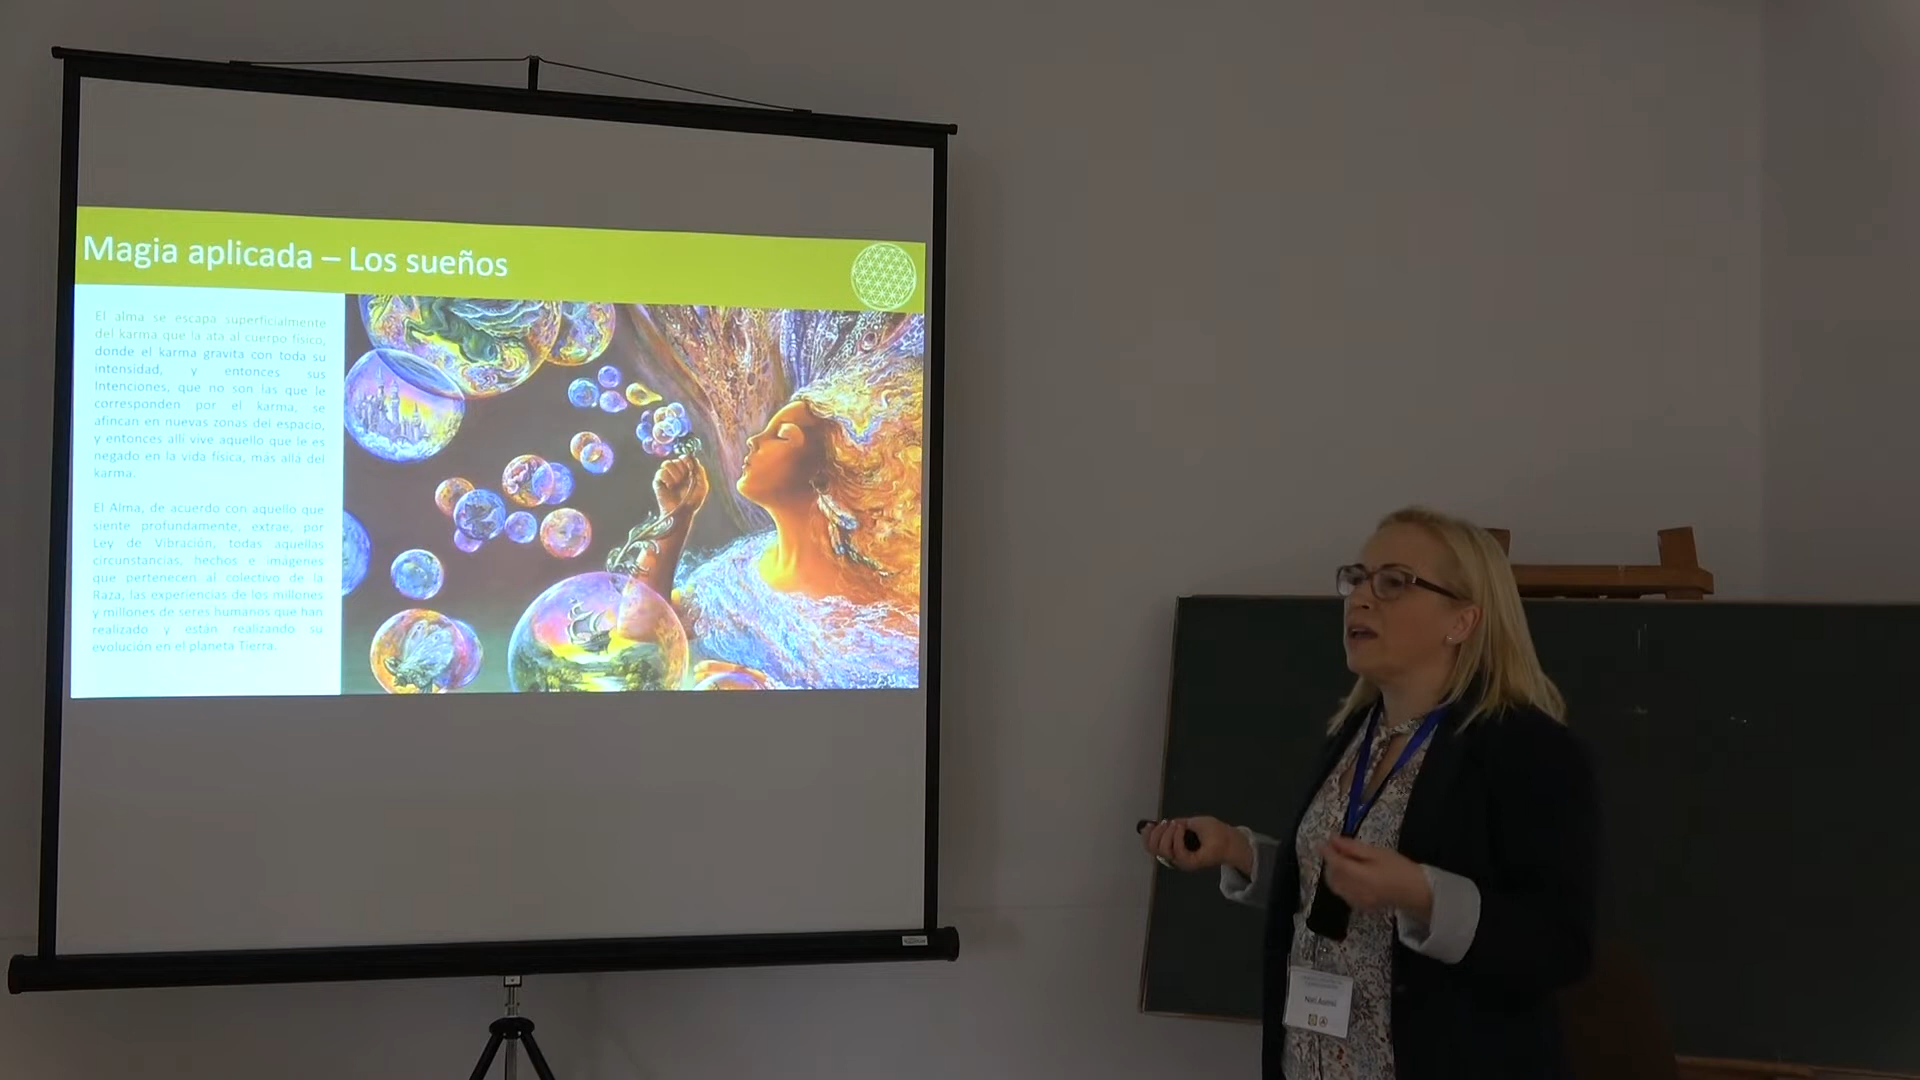 Magia aplicada – Los sueños
El alma se escapa superficialmente
del karma que la ata al cuerpo físico,
donde el karma gravita con toda su
intensidad, y entonces sus
Intenciones, que no son las que le
corresponden por el karma, se
afincan en nuevas zonas del espacio,
y entonces allí vive aquello que le es
negado en la vida física, más allá del
karma.
El Alma, de acuerdo con aquello que
siente profundamente, extrae, por
Ley de Vibración, todas aquellas
circunstancias, hechos e imágenes
que pertenecen al colectivo de la
Raza, las experiencias de los millones
y millones de seres humanos que han
realizado y están realizando su
evolución en el planeta Tierra.